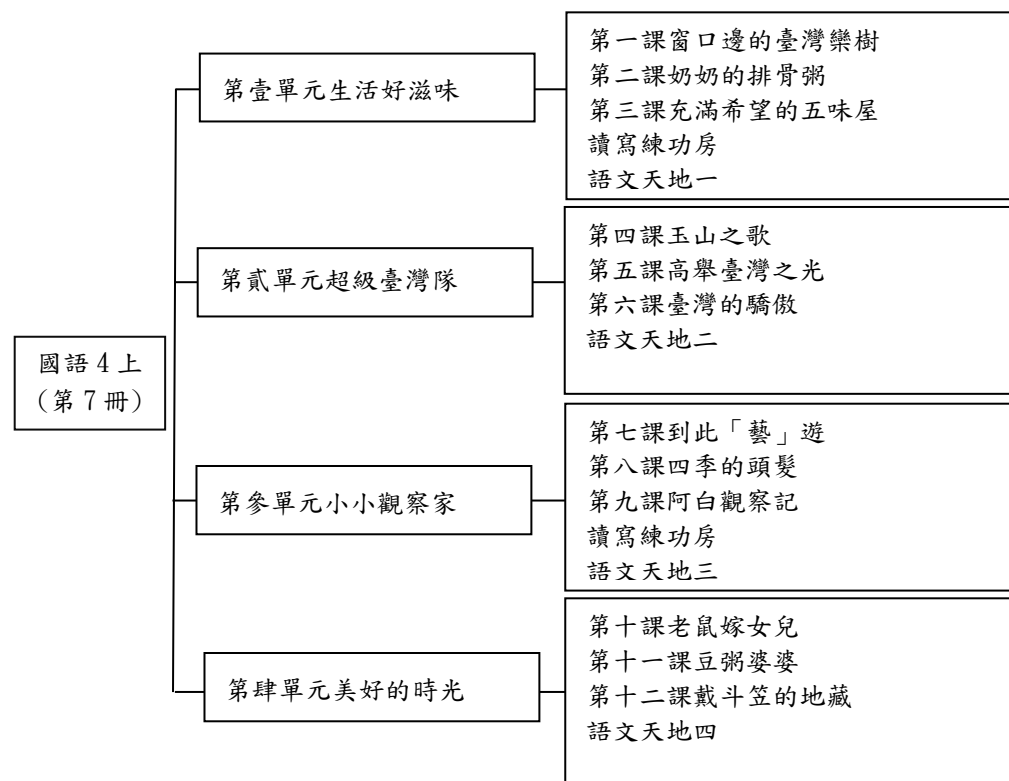 國語4上
(第7冊)
第壹單元生活好滋味
第一課窗口邊的臺灣欒樹
第二課奶奶的排骨粥
第三課充滿希望的五味屋
讀寫練功房
語文天地一
第貳單元超級臺灣隊
第四課玉山之歌
第五課高舉臺灣之光
第六課臺灣的驕傲
語文天地二
第參單元小小觀察家
第七課到此「藝」遊
第八課四季的頭髮
第九課阿白觀察記
讀寫練功房
語文天地三
第肆單元美好的時光
第十課老鼠嫁女兒
第十一課豆粥婆婆
第十二課戴斗笠的地藏
語文天地四